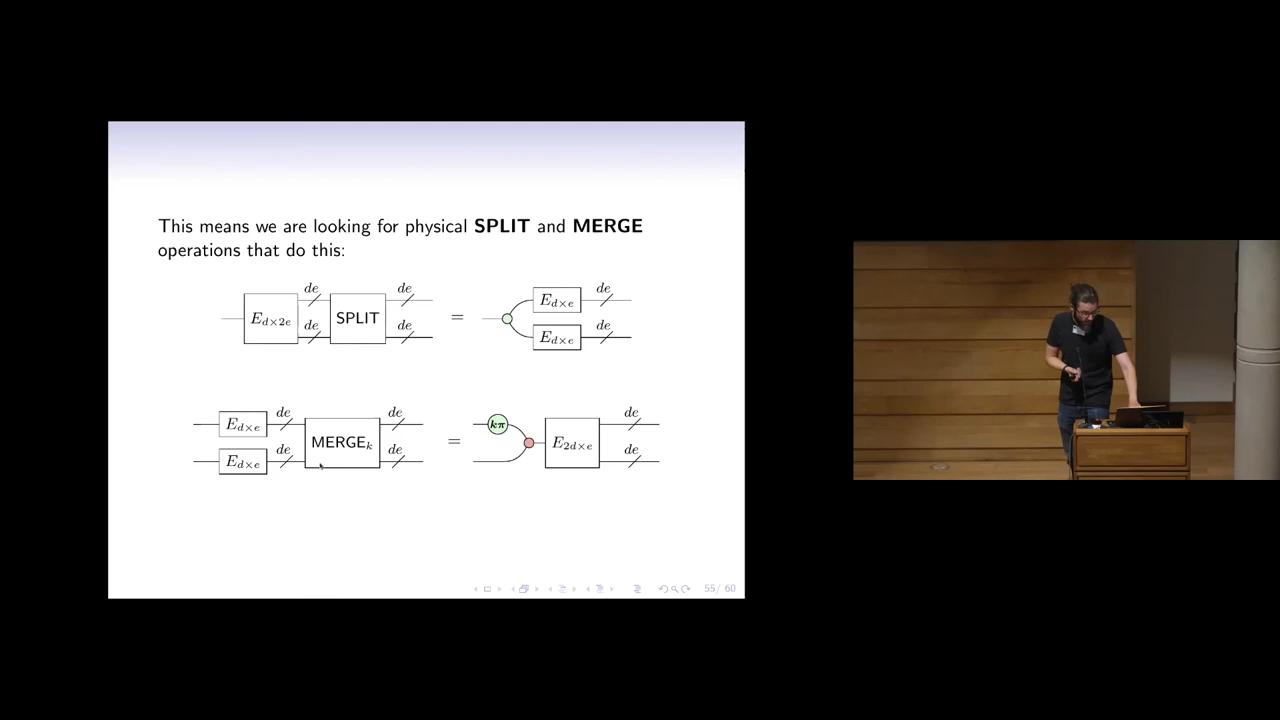 This means we are looking for physical SPLIT and MERGE
operations that do this:
de de de
E_{d×2e} SPLIT = E_{d×e}
de de E_{d×e} de
de de kπ de
E_{d×e} MERGE_k = E_{2d×e}
E_{d×e} de de de
55 / 60